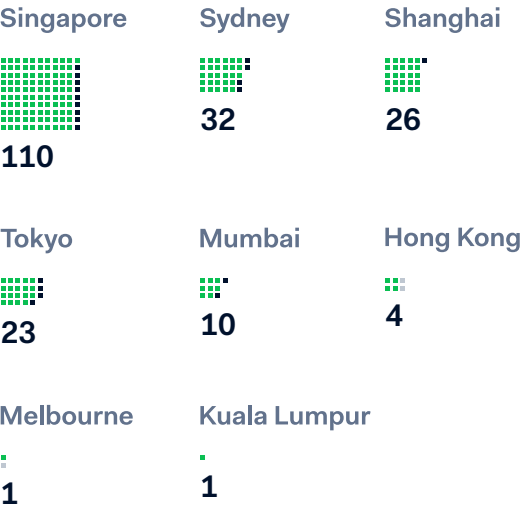 Singapore
Sydney
Shanghai
110
32
26
Tokyo
Mumbai
Hong Kong
23
10
4
Melbourne
Kuala Lumpur
1
1